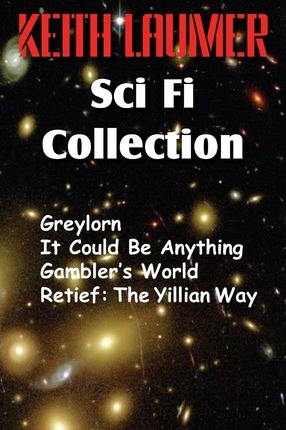 KEITH LAUMER
Sci Fi
Collection
Greylorn
It Could Be Anything
Gambler's World
Retief: The Yillian Way